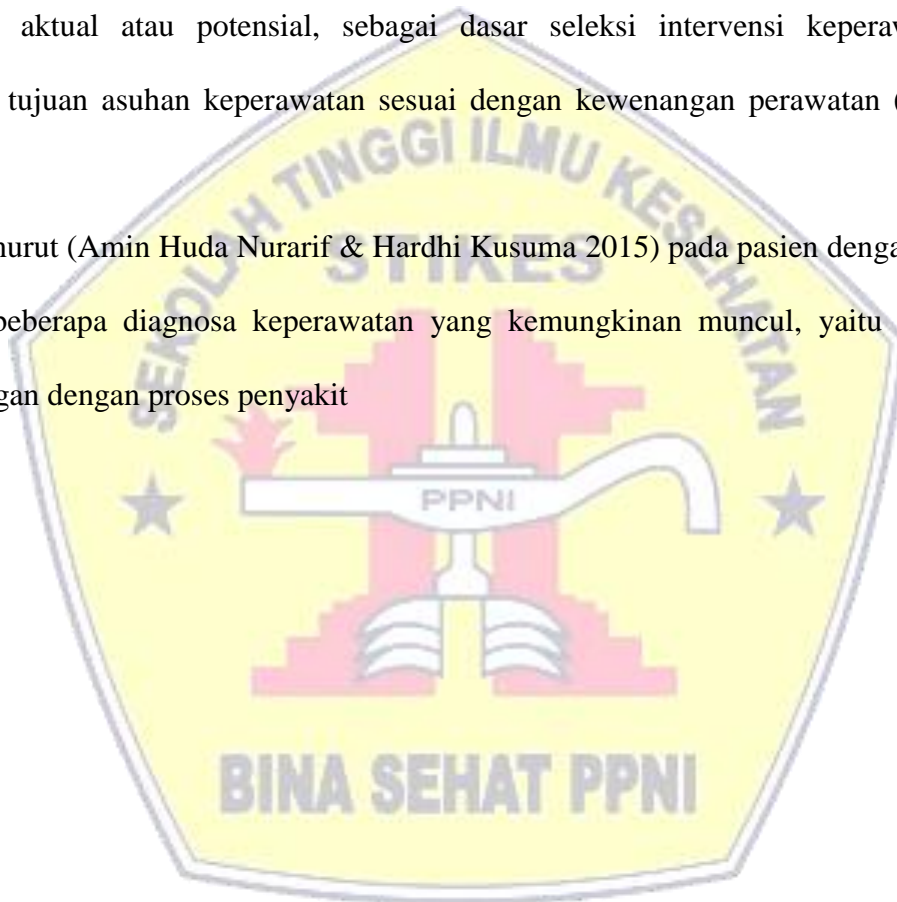 aktual atau potensial, sebagai dasar seleksi intervensi kepera
tujuan asuhan keperawatan sesuai dengan kewenangan perawatan (
SEKOLAH TINGGI ILMU KESEHATAN
nurut (Amin Huda Nurarif & Hardhi Kusuma 2015) pada pasien denga
STIKES
beberapa diagnosa keperawatan yang kemungkinan muncul, yaitu
gan dengan proses penyakit
PPNI
BINA SEHAT PPNI